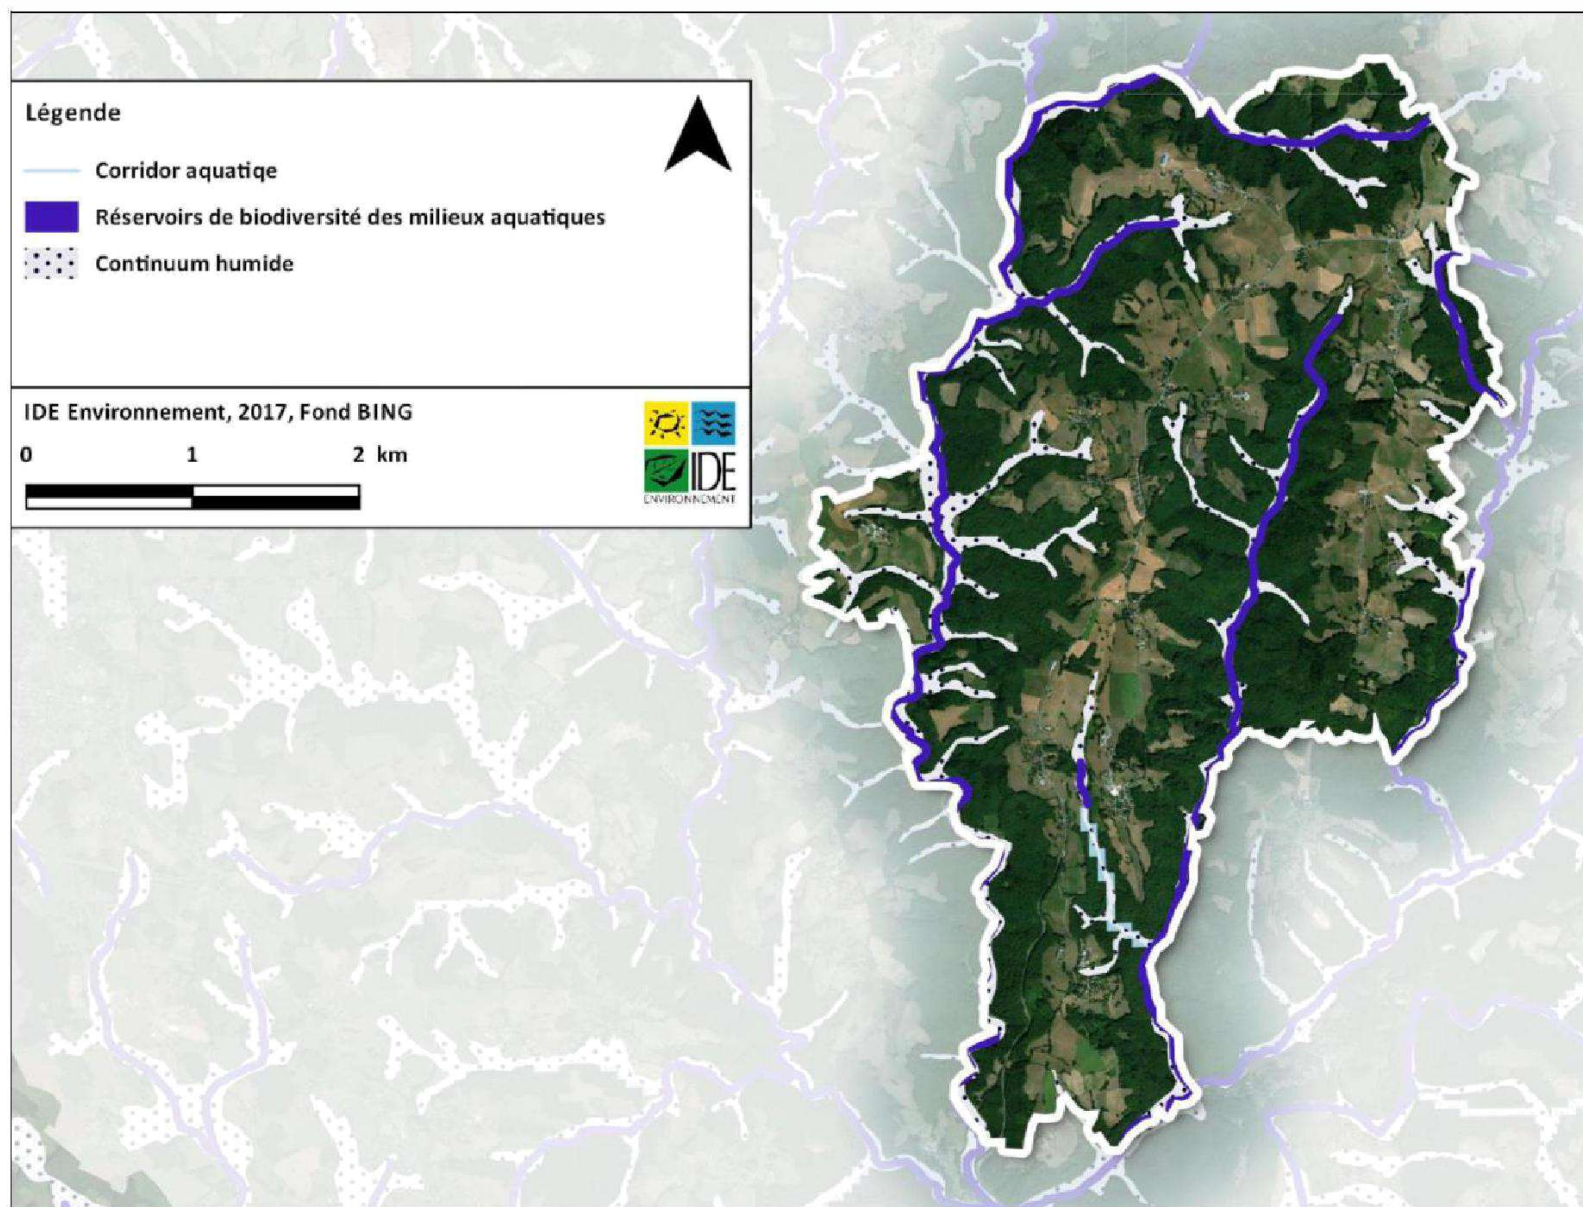 Légende
Corridor aquatiqe
Réservoirs de biodiversité des milieux aquatiques
Continuum humide
IDE Environnement, 2017, Fond BING
0 1 2 km
IDE
ENVIRONNEMENT